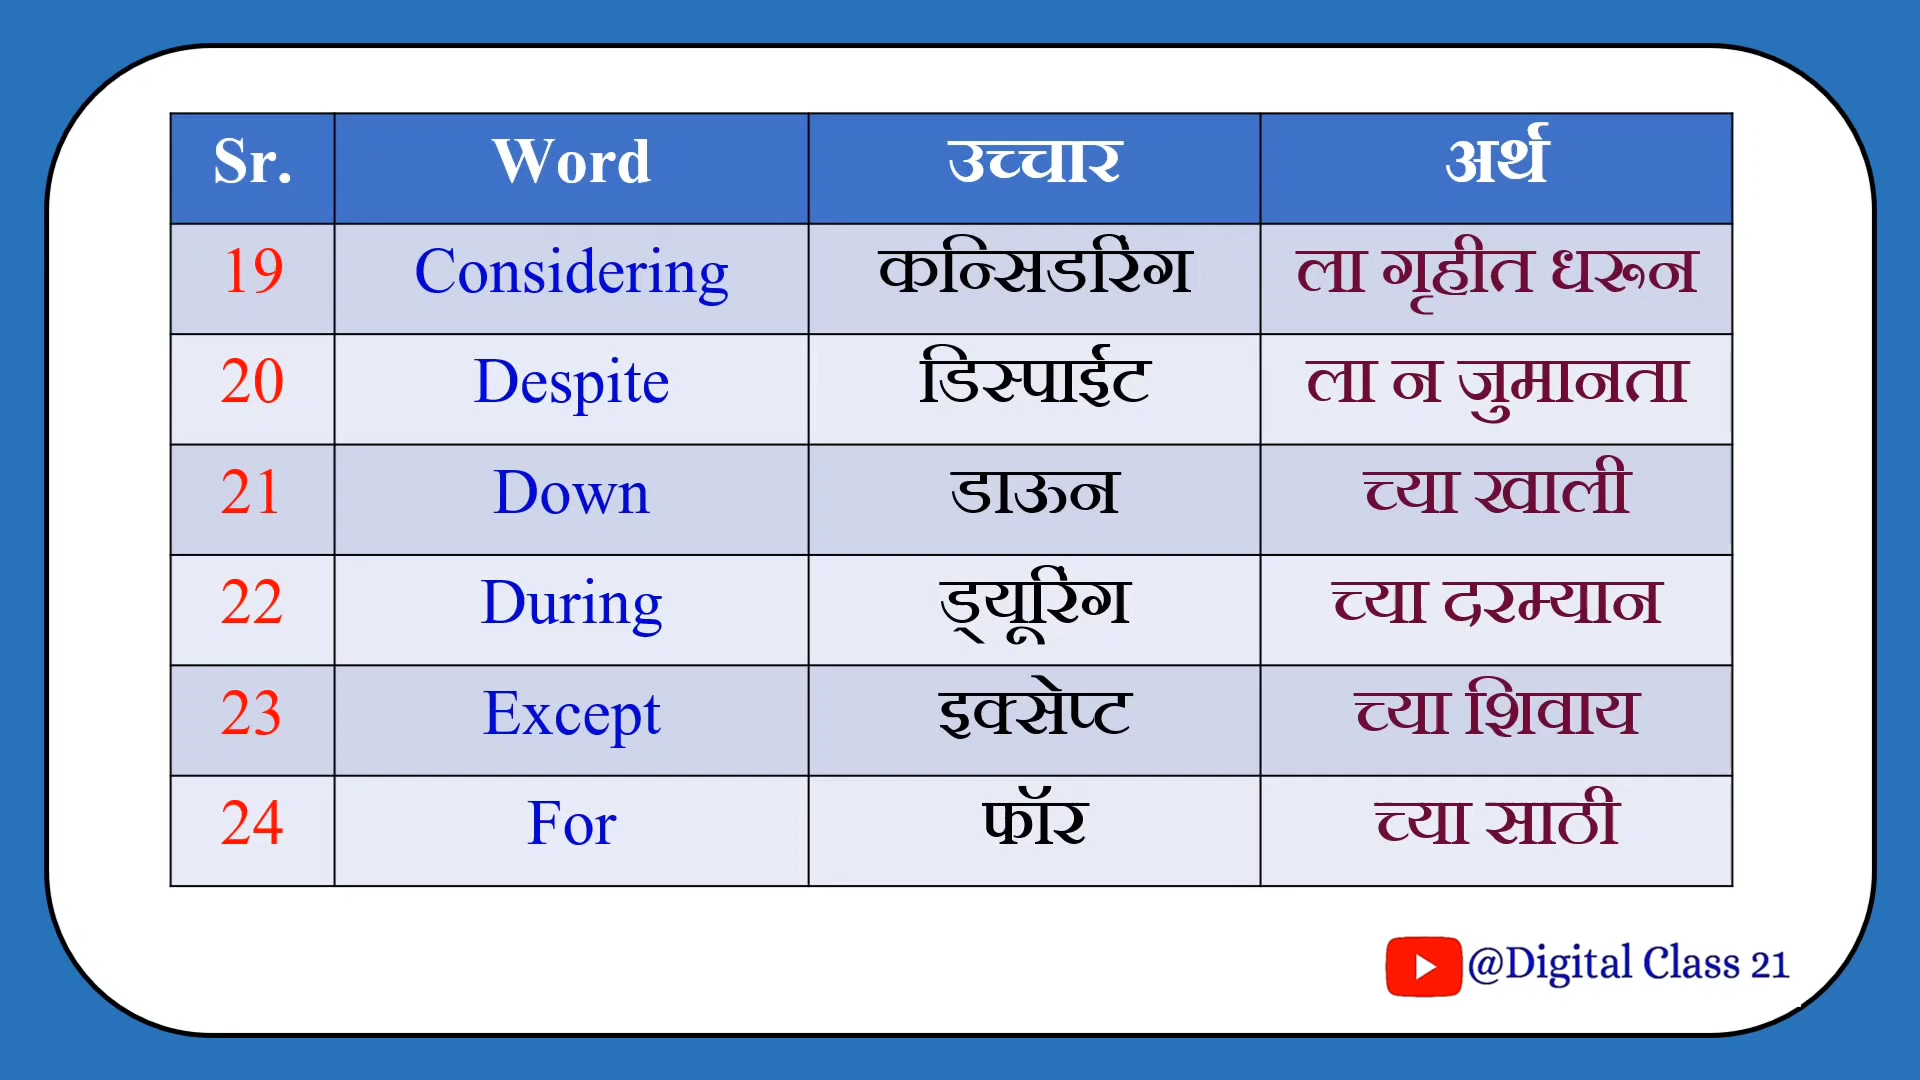 Sr. Word उच्चार अर्थ
19 Considering कन्सिडरिंग ला गृहीत धरून
20 Despite डिस्पाईट ला न जुमानता
21 Down डाऊन च्या खाली
22 During ड्यूरिंग च्या दरम्यान
23 Except इक्सेप्ट च्या शिवाय
24 For फॉर च्या साठी
@Digital Class 21